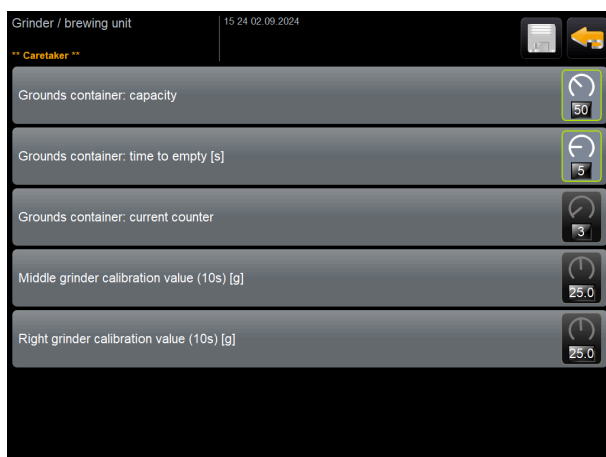 Grinder / brewing unit
15 24 02.09.2024
** Caretaker **
Grounds container: capacity
50
Grounds container: time to empty [s]
5
Grounds container: current counter
3
Middle grinder calibration value (10s) [g]
25.0
Right grinder calibration value (10s) [g]
25.0